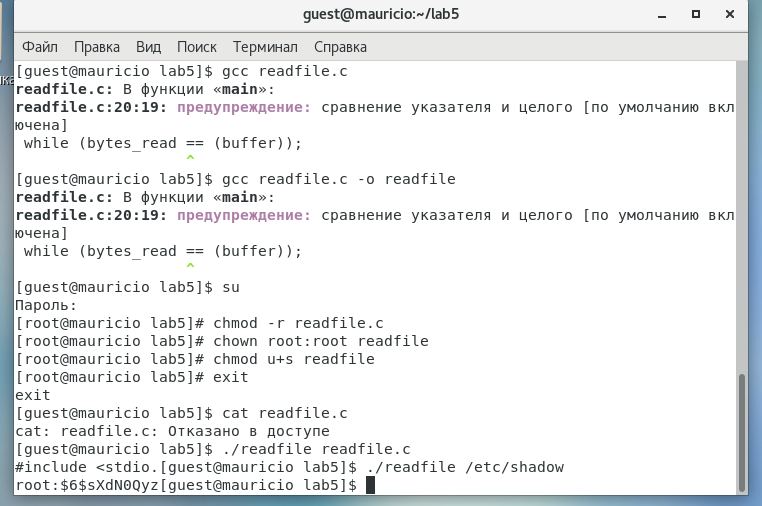 guest@mauricio:~/lab5
Файл Правка Вид Поиск Терминал Справка
[guest@mauricio lab5]$ gcc readfile.c
readfile.c: В функции «main»:
readfile.c:20:19: предупреждение: сравнение указателя и целого [по умолчанию вкл
ючена]
 while (bytes_read == (buffer));
                   ^
[guest@mauricio lab5]$ gcc readfile.c -o readfile
readfile.c: В функции «main»:
readfile.c:20:19: предупреждение: сравнение указателя и целого [по умолчанию вкл
ючена]
 while (bytes_read == (buffer));
                   ^
[guest@mauricio lab5]$ su
Пароль:
[root@mauricio lab5]# chmod -r readfile.c
[root@mauricio lab5]# chown root:root readfile
[root@mauricio lab5]# chmod u+s readfile
[root@mauricio lab5]# exit
exit
[guest@mauricio lab5]$ cat readfile.c
cat: readfile.c: Отказано в доступе
[guest@mauricio lab5]$ ./readfile readfile.c
#include <stdio.[guest@mauricio lab5]$ ./readfile /etc/shadow
root:$6$sXdN0Qyz[guest@mauricio lab5]$